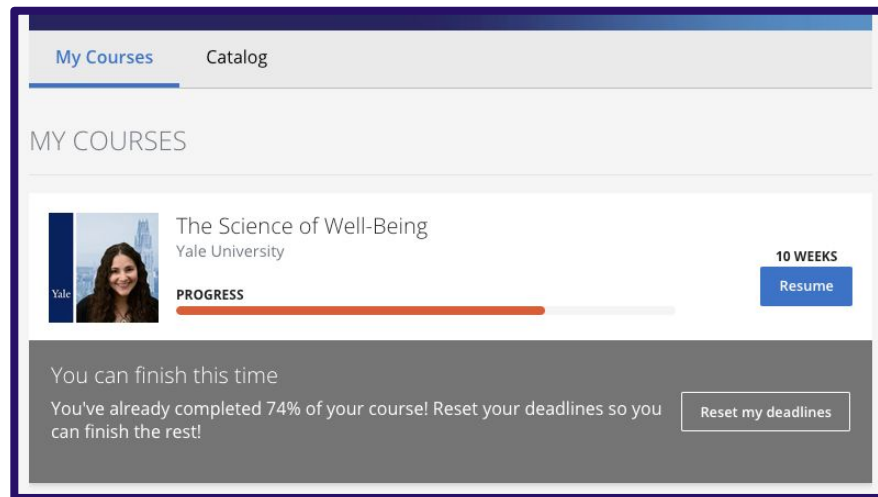 My Courses Catalog
MY COURSES
The Science of Well-Being
Yale University
Yale
PROGRESS
10 WEEKS
Resume
You can finish this time
You've already completed 74% of your course! Reset your deadlines so you
can finish the rest!
Reset my deadlines